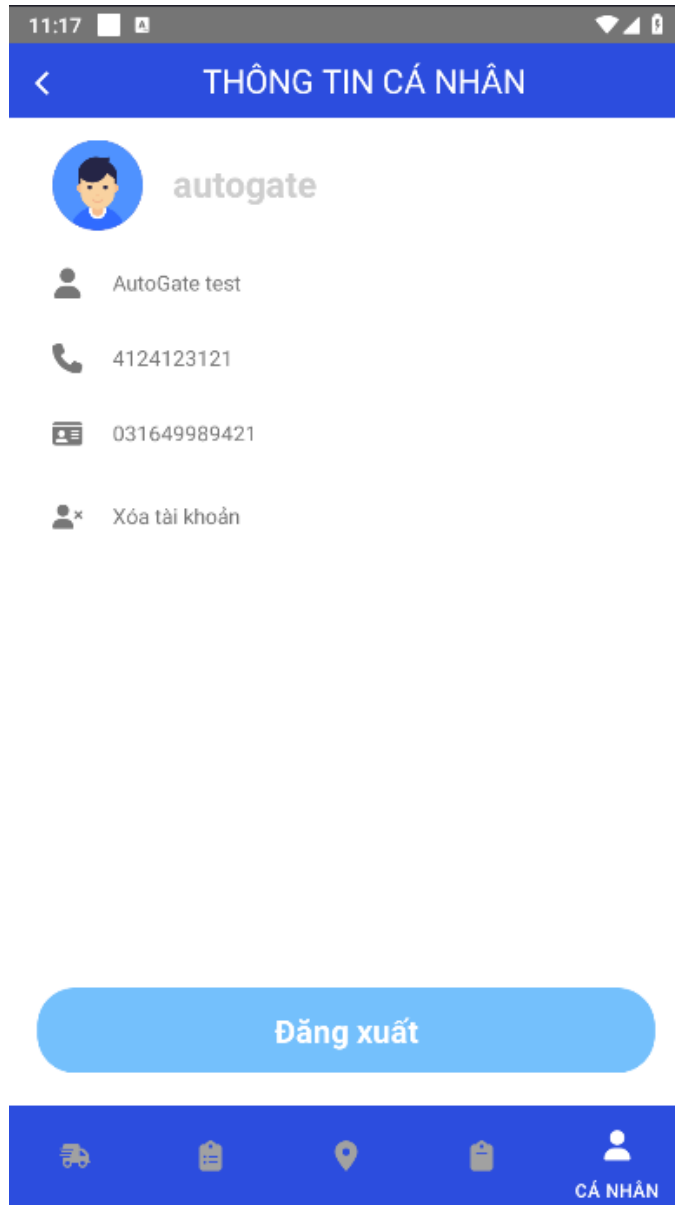 11:17
THÔNG TIN CÁ NHÂN
autogate
AutoGate test
4124123121
031649989421
Xóa tài khoản
Đăng xuất
CÁ NHÂN